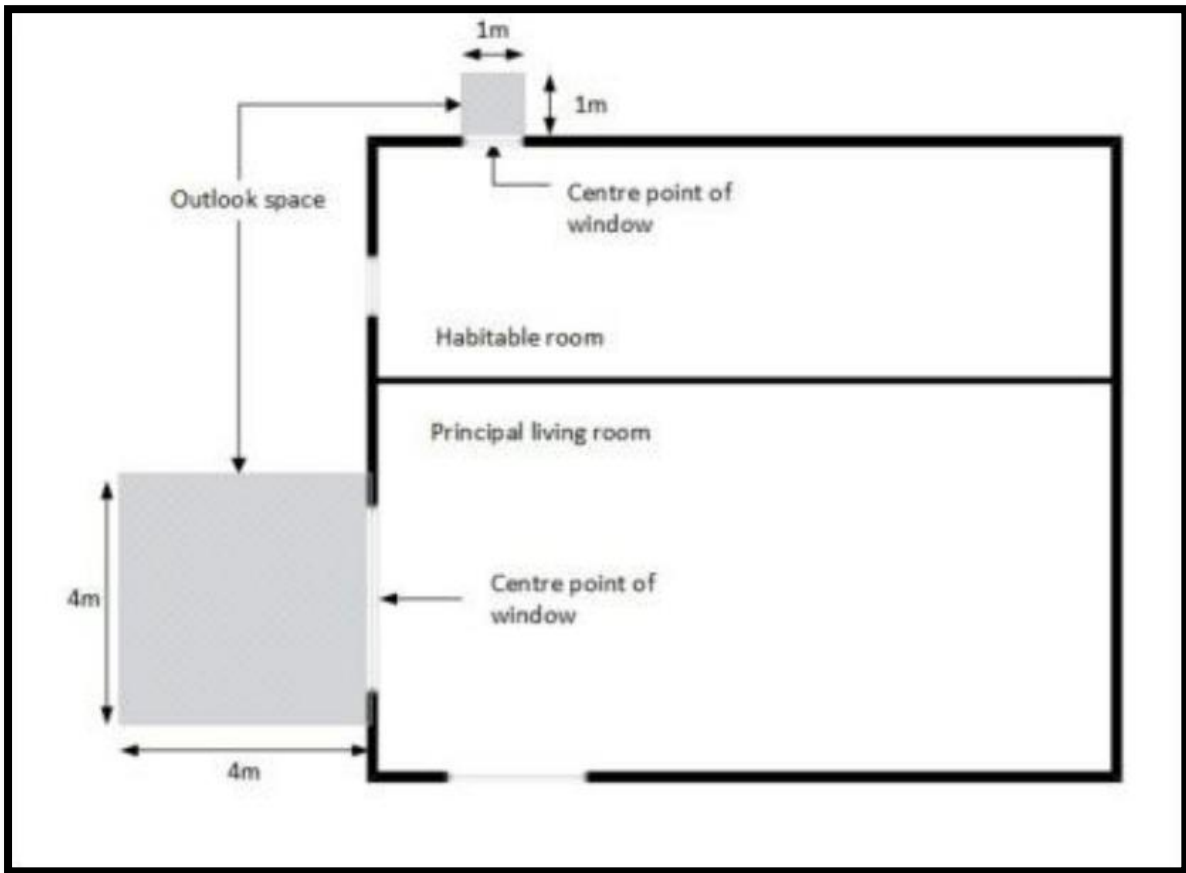 1m
1m
Outlook space
Centre point of
window
Habitable room
Principal living room
4m
Centre point of
window
4m